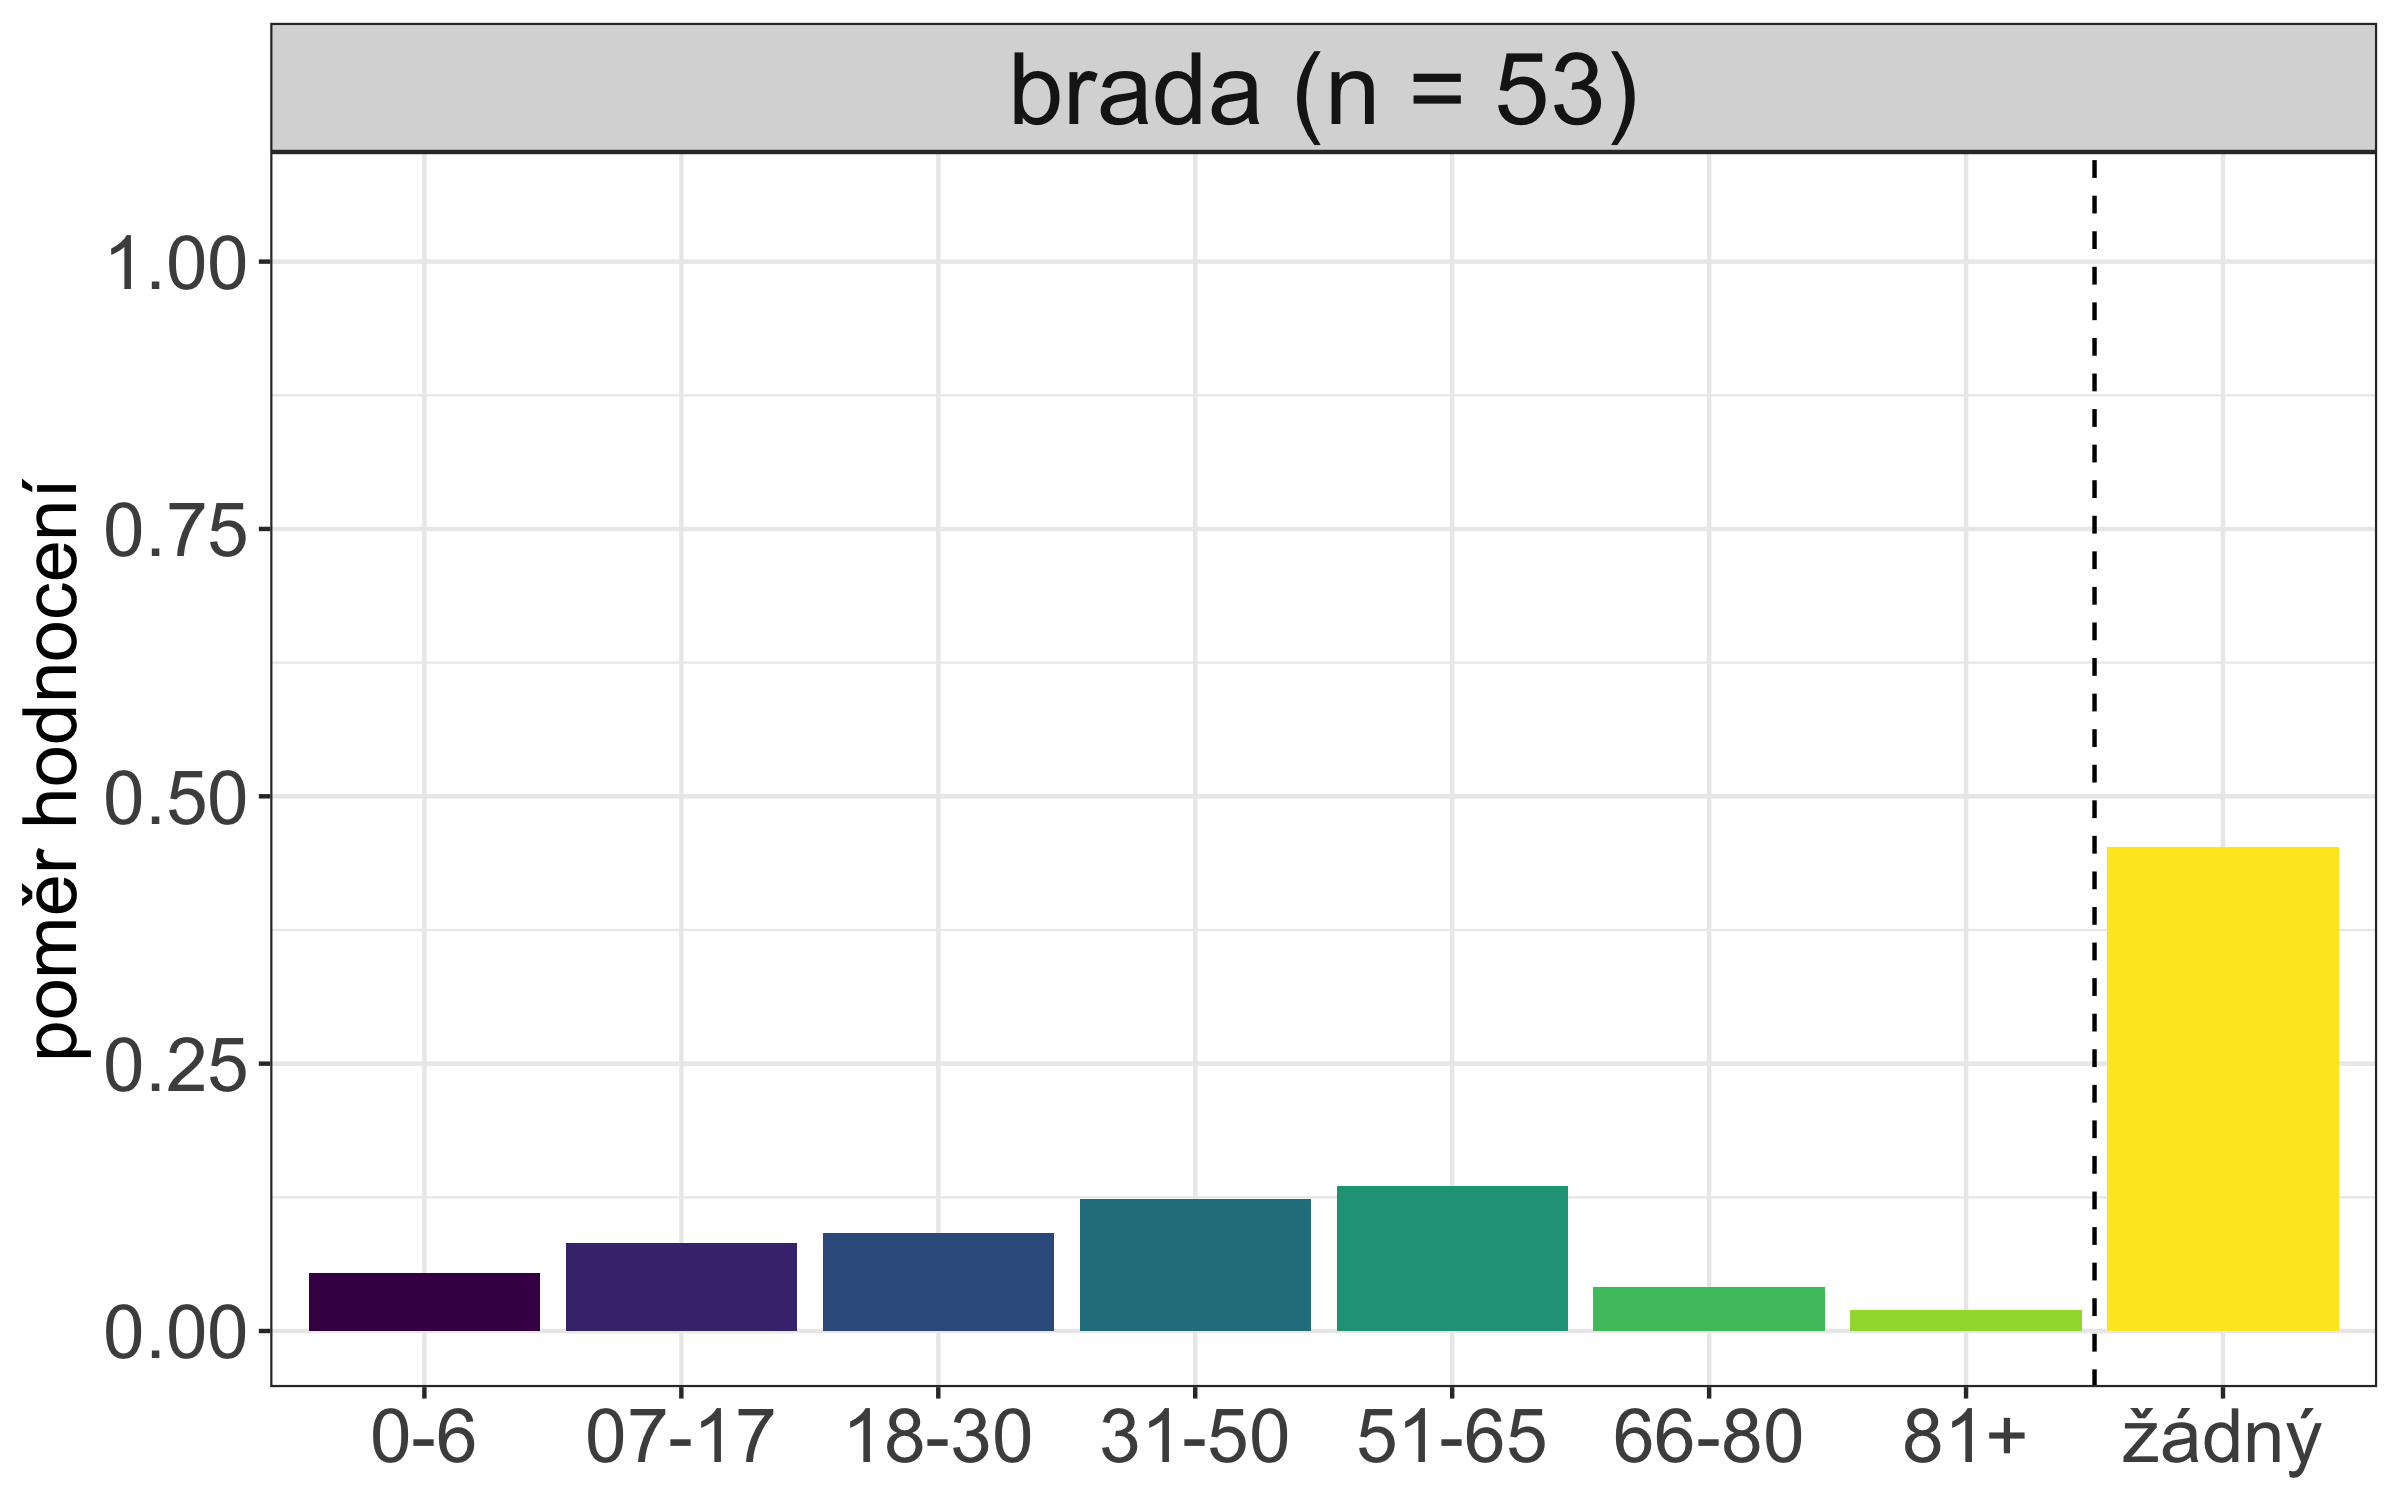 brada (n = 53)
poměr hodnocení
1.00
0.75
0.50
0.25
0.00
0-6 07-17 18-30 31-50 51-65 66-80 81+ žádný